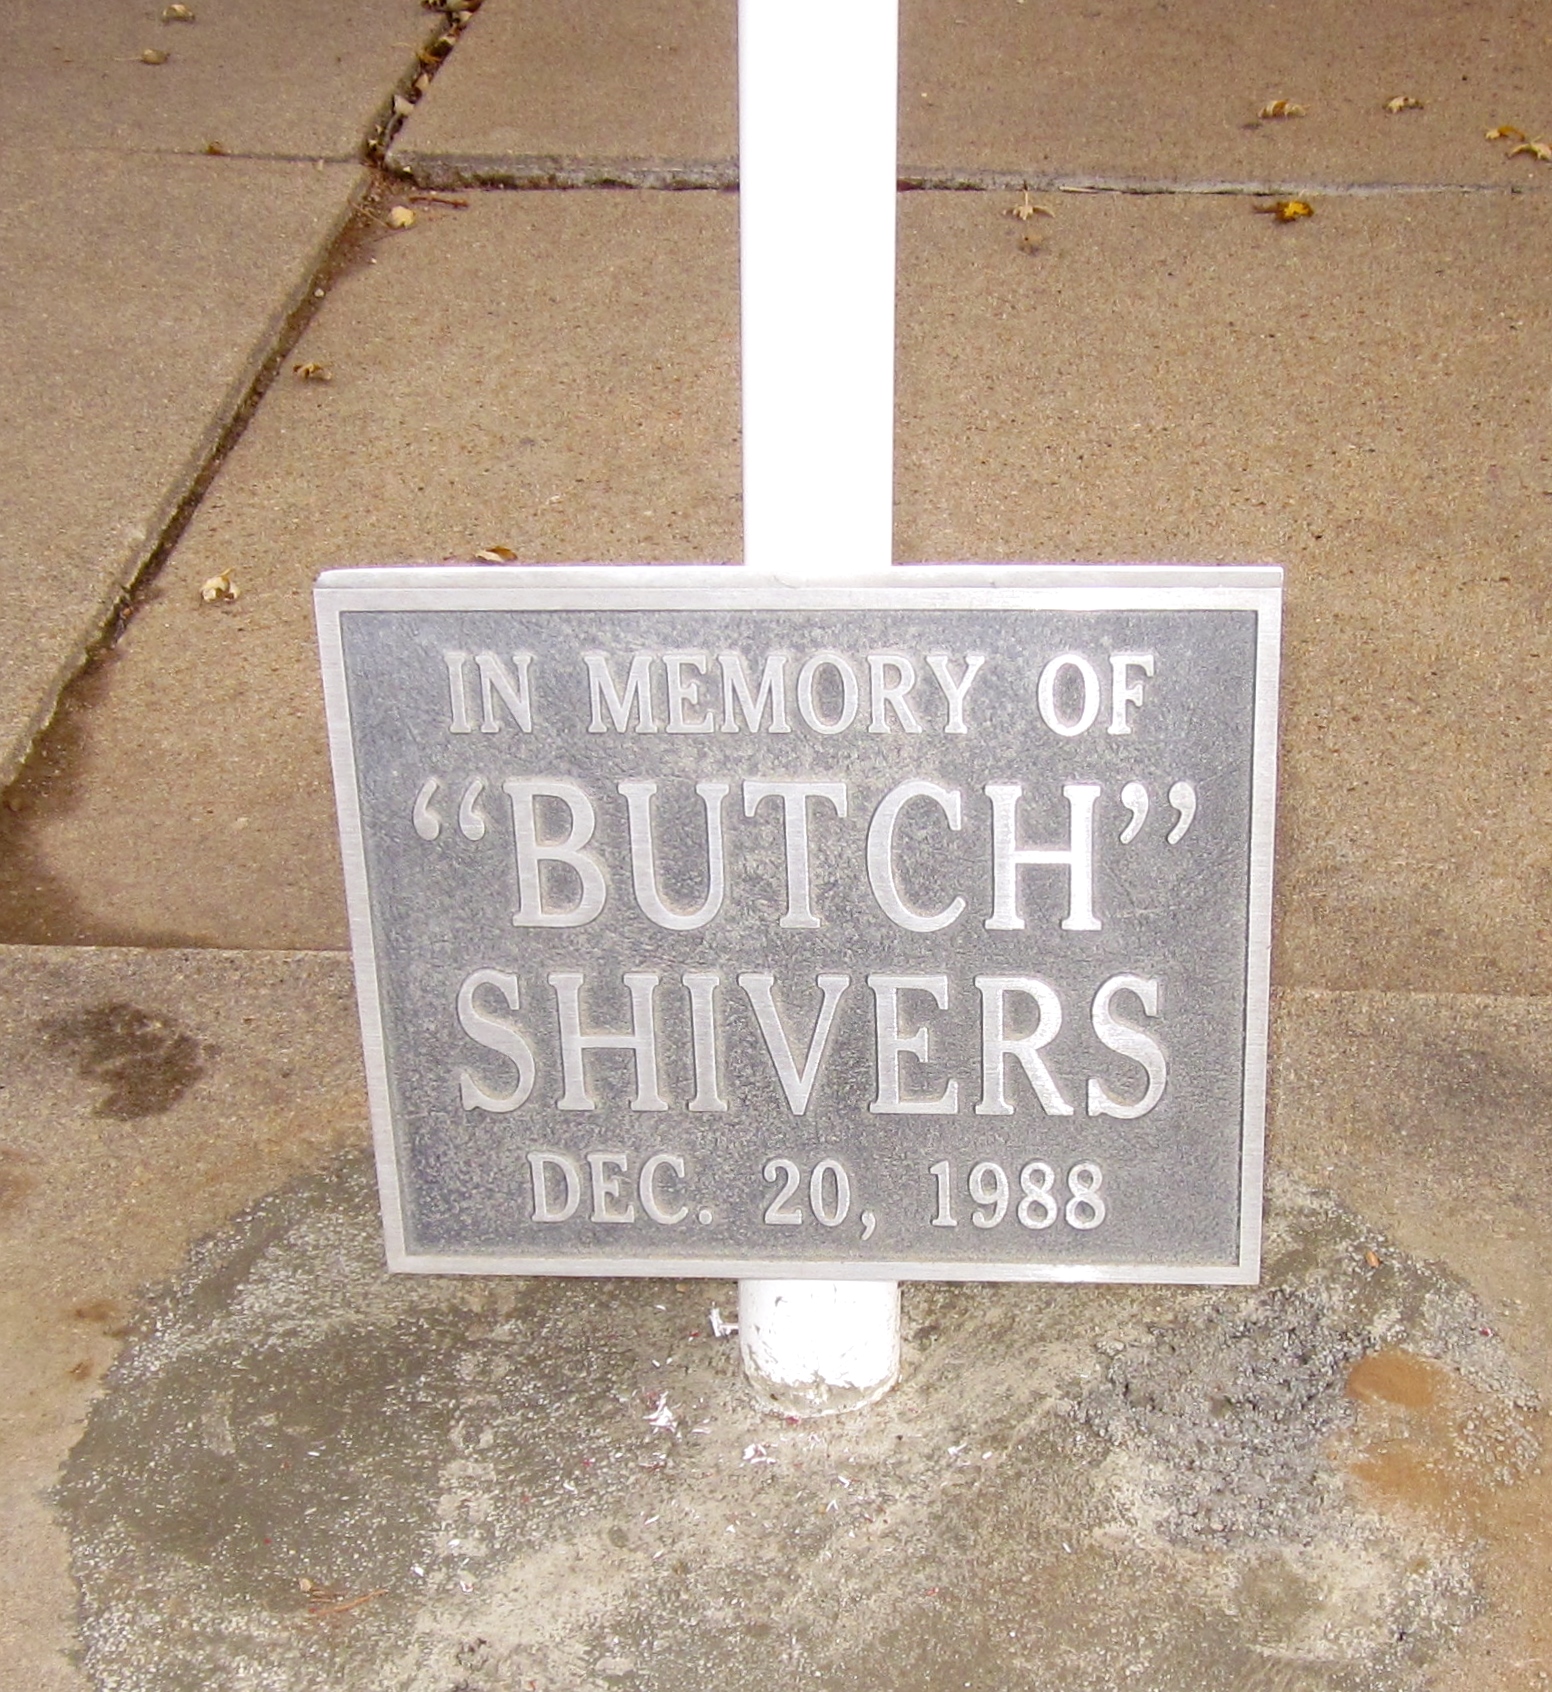 IN MEMORY OF
“BUTCH”
SHIVERS
DEC. 20, 1988